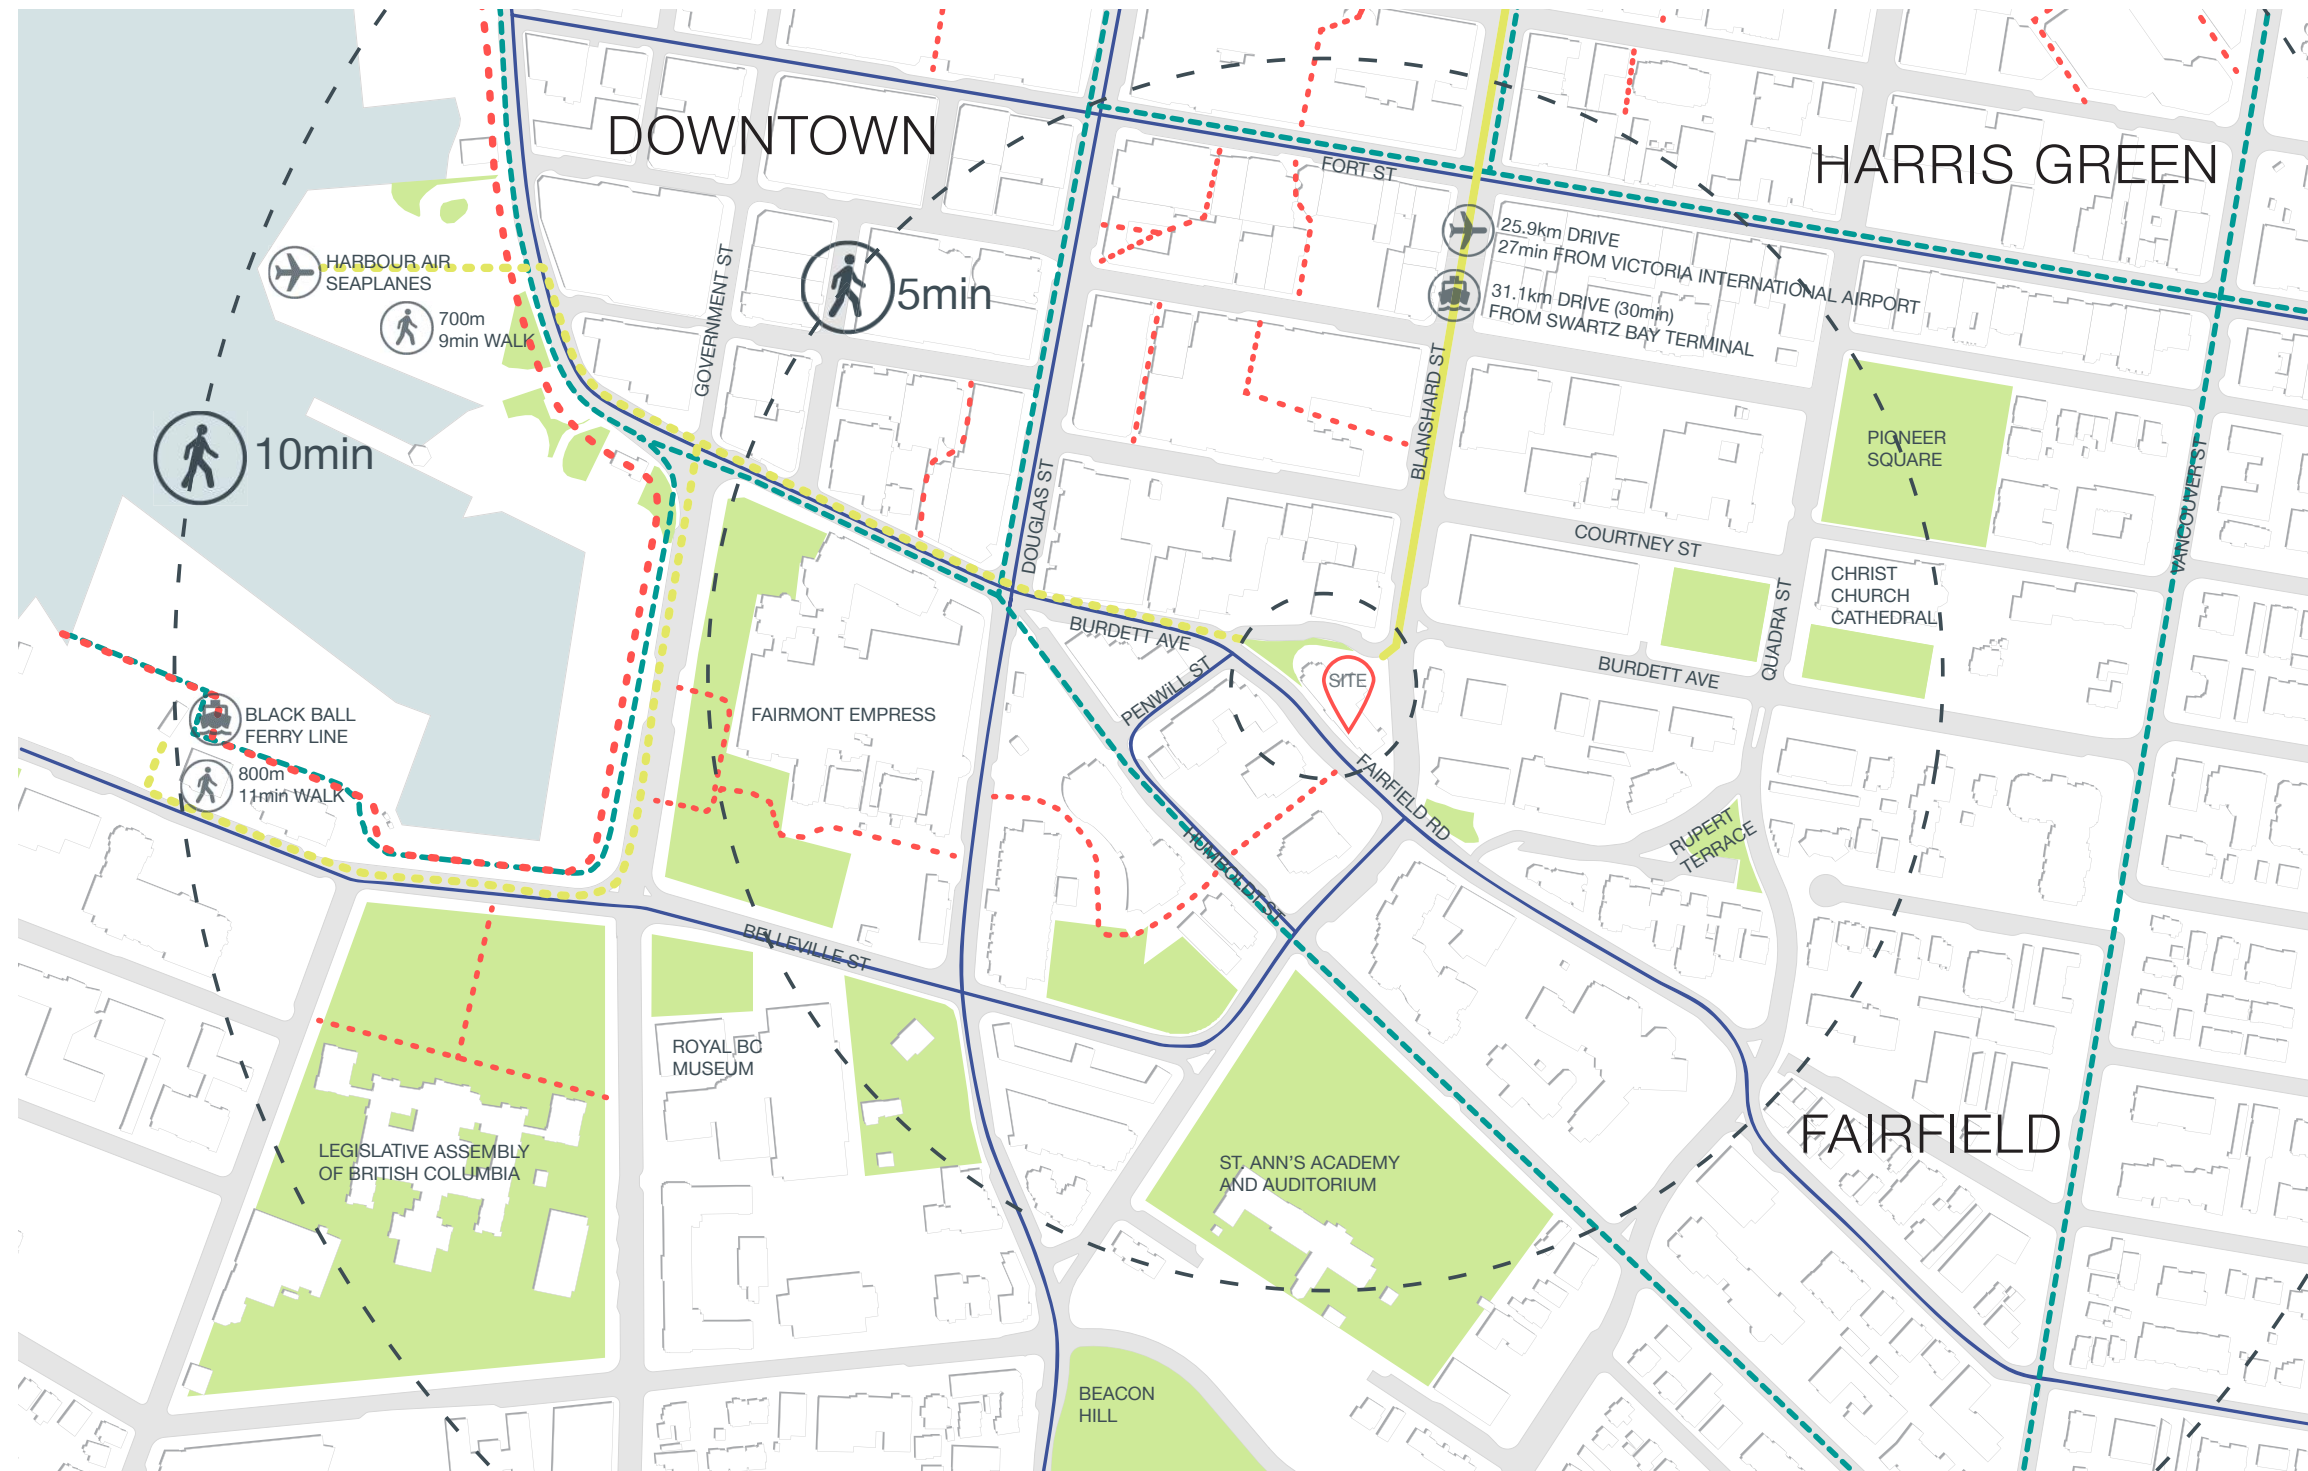 DOWNTOWN
HARRIS GREEN
FORT ST
25.9km DRIVE
27min FROM VICTORIA INTERNATIONAL AIRPORT
31.1km DRIVE (30min)
FROM SWARTZ BAY TERMINAL
HARBOUR AIR
SEAPLANES
700m
9min WALK
GOVERNMENT ST
5min
10min
BLANSHARD ST
PIONEER
SQUARE
VANCOUVER ST
DOUGLAS ST
COURTNEY ST
CHRIST
CHURCH
CATHEDRAL
QUADRA ST
BURDETT AVE
BURDETT AVE
PENWiLL ST
SITE
FAIRMONT EMPRESS
BLACK BALL
FERRY LINE
800m
11min WALK
FAIRFIELD RD
HUMBOLDT ST
RUPERT
TERRACE
BELLEVILLE ST
ROYAL BC
MUSEUM
LEGISLATIVE ASSEMBLY
OF BRITISH COLUMBIA
FAIRFIELD
ST. ANN'S ACADEMY
AND AUDITORIUM
BEACON
HILL